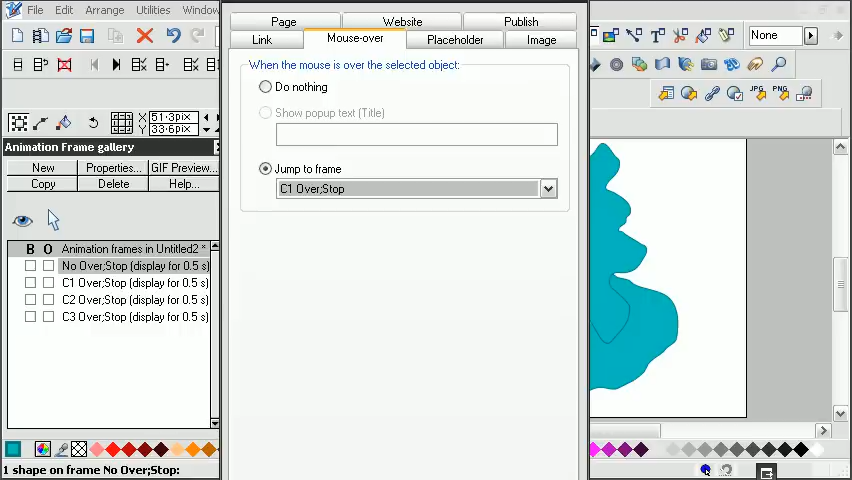 File Edit Arrange Utilities Window
Page Website Publish
Link Mouse-over Placeholder Image
None
When the mouse is over the selected object:
Do nothing
Show popup text (Title)
Jump to frame
C1 Over;Stop
X 51·3pix
Y 33·6pix
JPG PNG
Animation Frame gallery
New Properties... GIF Preview...
Copy Delete Help...
B O Animation frames in Untitled2 *
No Over;Stop (display for 0.5 s)
C1 Over;Stop (display for 0.5 s)
C2 Over;Stop (display for 0.5 s)
C3 Over;Stop (display for 0.5 s)
1 shape on frame No Over;Stop: